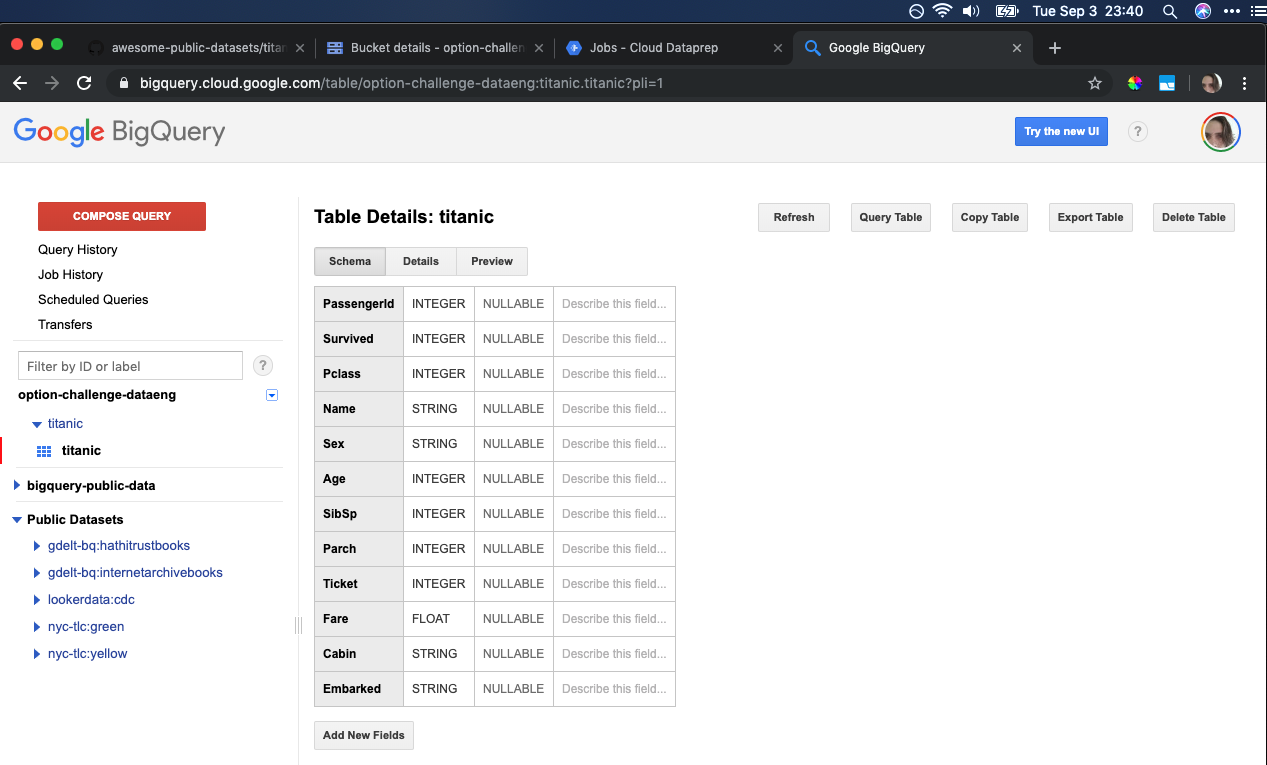 Tue Sep 3 23:40
awesome-public-datasets/titan
Bucket details - option-challen
Jobs - Cloud Dataprep
Google BigQuery
bigquery.cloud.google.com/table/option-challenge-dataeng:titanic.titanic?pli=1
Google BigQuery
Try the new UI
?
COMPOSE QUERY
Query History
Job History
Scheduled Queries
Transfers
Filter by ID or label
?
option-challenge-dataeng
titanic
titanic
bigquery-public-data
Public Datasets
gdelt-bq:hathitrustbooks
gdelt-bq:internetarchivebooks
lookerdata:cdc
nyc-tlc:green
nyc-tlc:yellow
Table Details: titanic
Refresh
Query Table
Copy Table
Export Table
Delete Table
Schema Details Preview
PassengerId INTEGER NULLABLE Describe this field...
Survived INTEGER NULLABLE Describe this field...
Pclass INTEGER NULLABLE Describe this field...
Name STRING NULLABLE Describe this field...
Sex STRING NULLABLE Describe this field...
Age INTEGER NULLABLE Describe this field...
SibSp INTEGER NULLABLE Describe this field...
Parch INTEGER NULLABLE Describe this field...
Ticket INTEGER NULLABLE Describe this field...
Fare FLOAT NULLABLE Describe this field...
Cabin STRING NULLABLE Describe this field...
Embarked STRING NULLABLE Describe this field...
Add New Fields